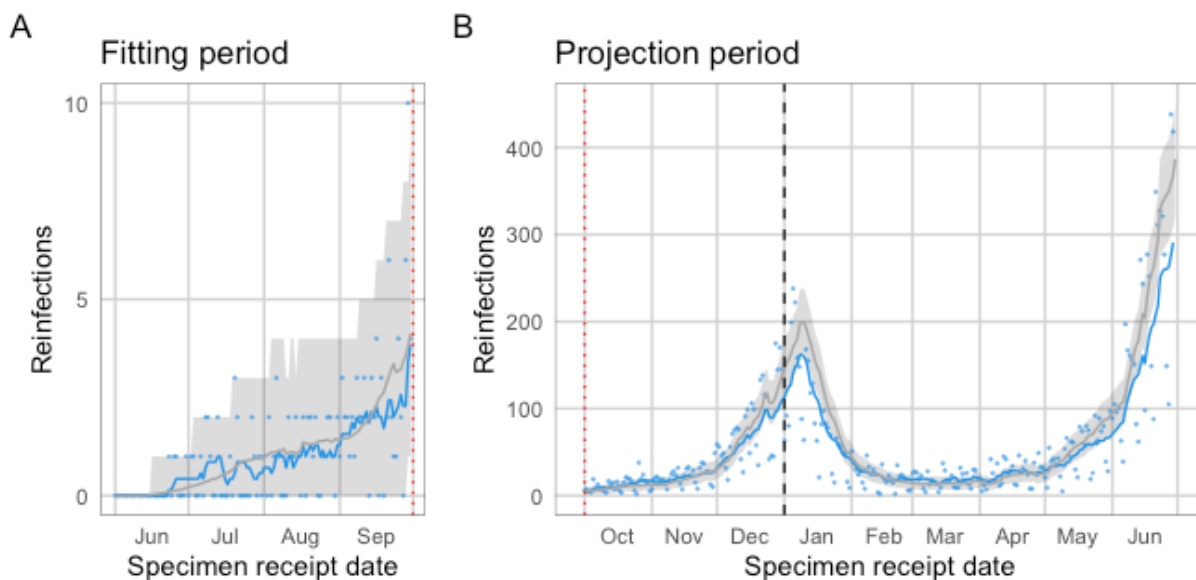 A
Fitting period
10
5
0
Reinfections
Jun Jul Aug Sep
Specimen receipt date
B
Projection period
400
300
200
100
0
Reinfections
Oct Nov Dec Jan Feb Mar Apr May Jun
Specimen receipt date